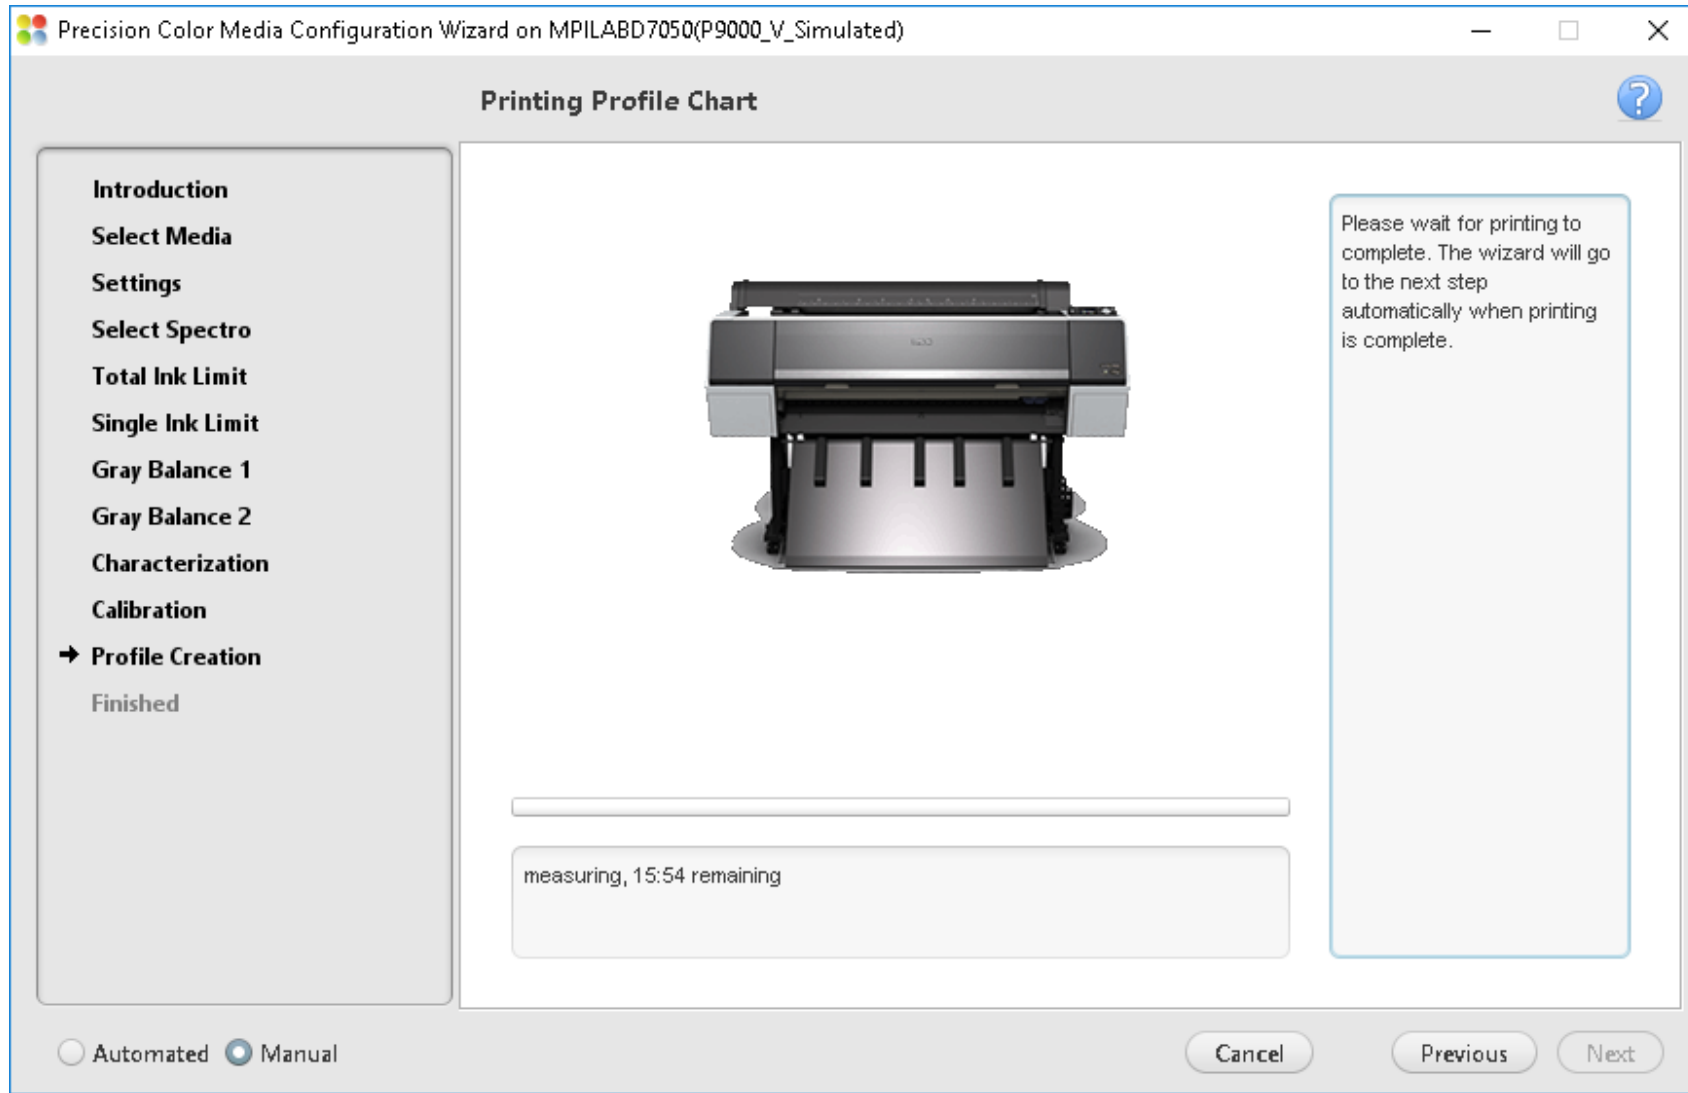 Precision Color Media Configuration Wizard on MPILABD7050(P9000_V_Simulated)
Printing Profile Chart
?
Introduction
Select Media
Settings
Select Spectro
Total Ink Limit
Single Ink Limit
Gray Balance 1
Gray Balance 2
Characterization
Calibration
Profile Creation
Finished
Please wait for printing to
complete. The wizard will go
to the next step
automatically when printing
is complete.
measuring, 15:54 remaining
Automated Manual
Cancel Previous Next